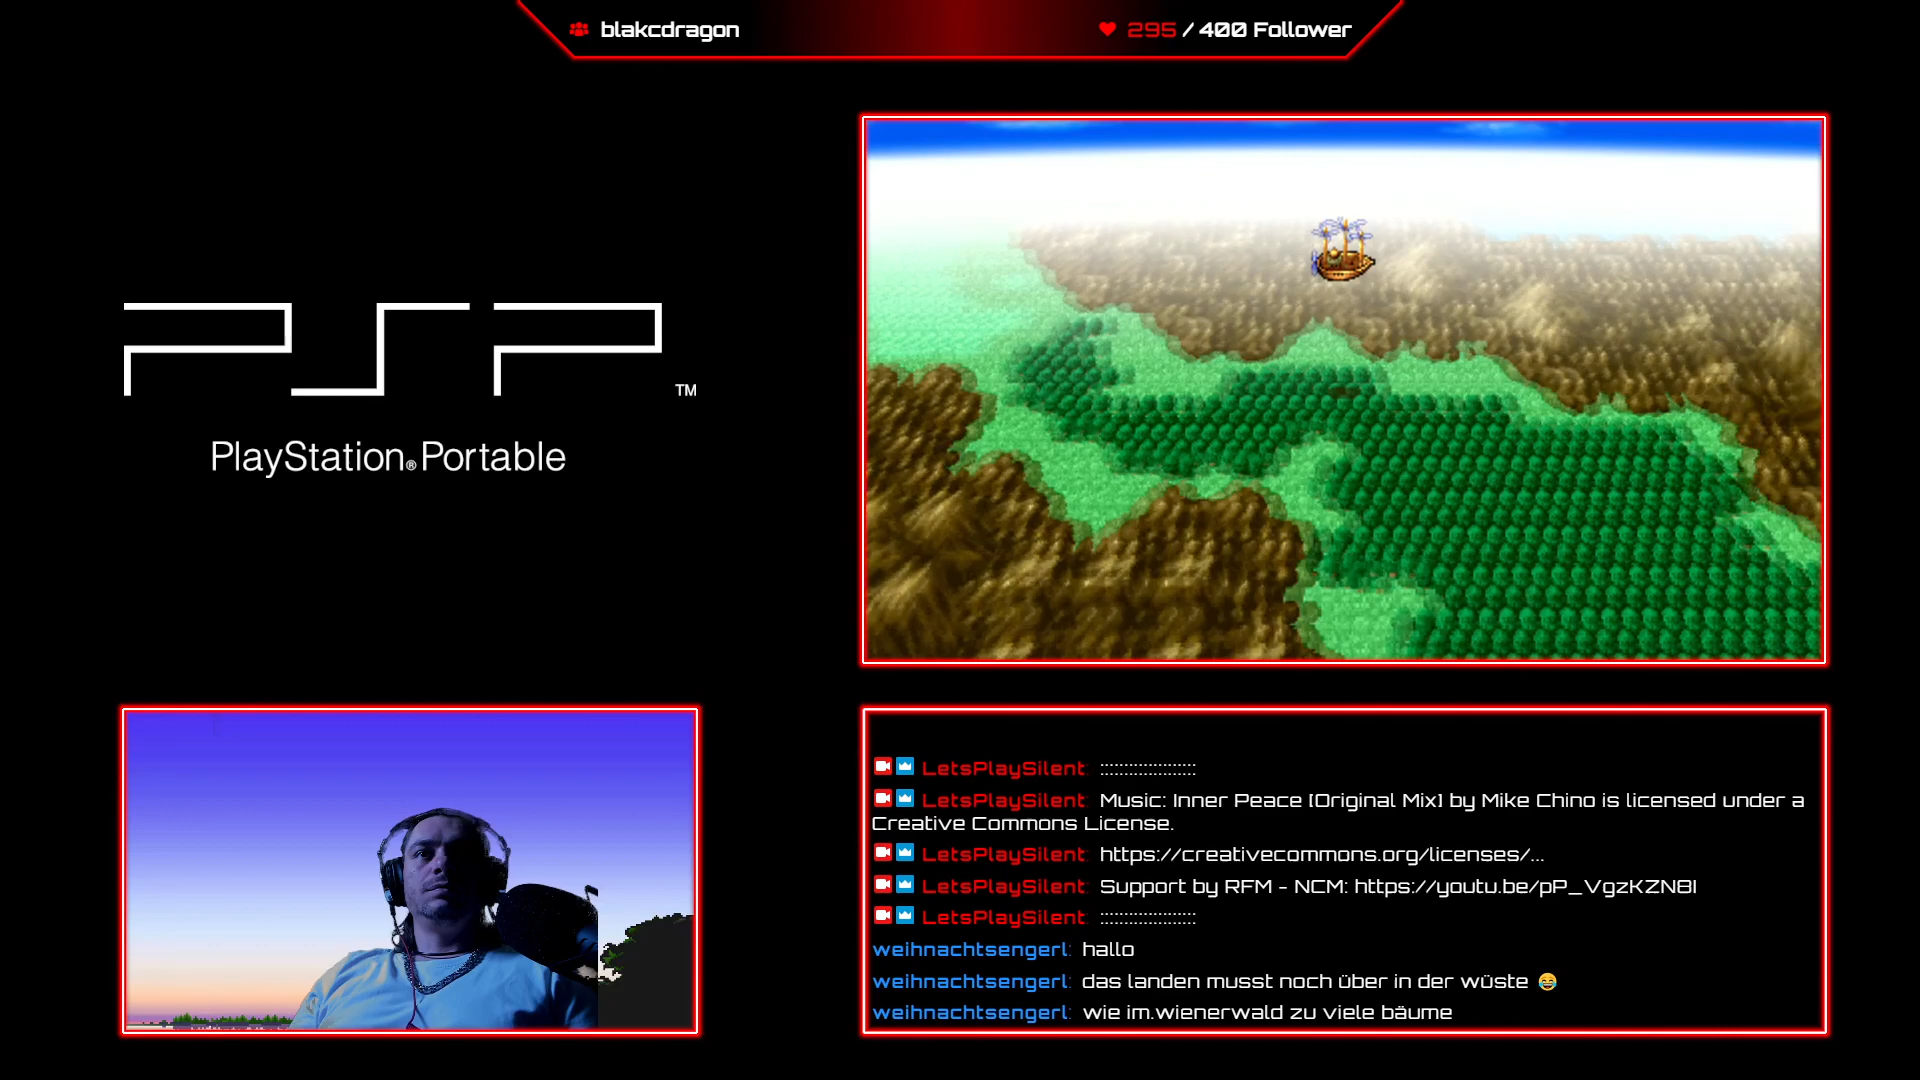 blakcdragon
295 / 400 Follower
PSP
TM
PlayStation® Portable
LetsPlaySilent: ::::::::::::::::::::
LetsPlaySilent: Music: Inner Peace [Original Mix] by Mike Chino is licensed under a
Creative Commons License.
LetsPlaySilent: https://creativecommons.org/licenses/...
LetsPlaySilent: Support by RFM - NCM: https://youtu.be/pP_VgzKZN8I
LetsPlaySilent: ::::::::::::::::::::
weihnachtsengerl: hallo
weihnachtsengerl: das landen musst noch über in der wüste 😂
weihnachtsengerl: wie im.wienerwald zu viele bäume